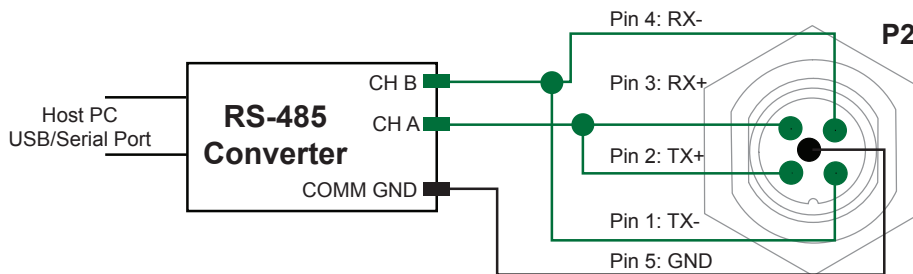 Pin 4: RX-
P2
CH B
Pin 3: RX+
Host PC
USB/Serial Port
RS-485
Converter
CH A
Pin 2: TX+
COMM GND
Pin 1: TX-
Pin 5: GND